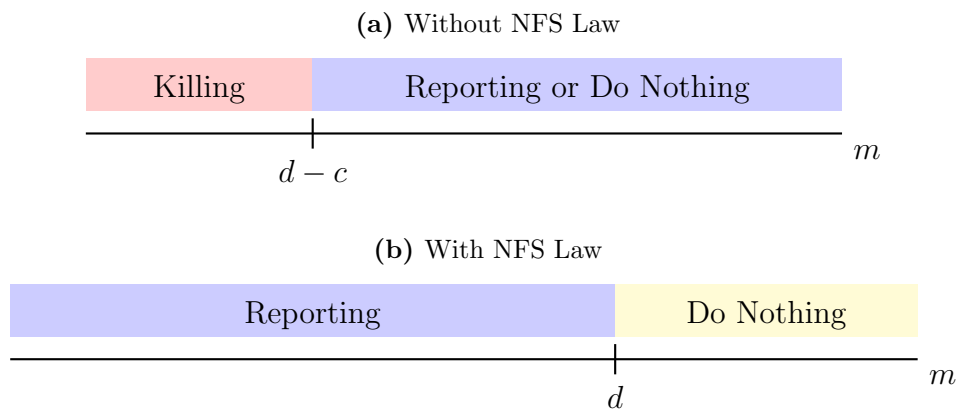 (a) Without NFS Law
Killing
Reporting or Do Nothing
d − c
m
(b) With NFS Law
Reporting
Do Nothing
d
m